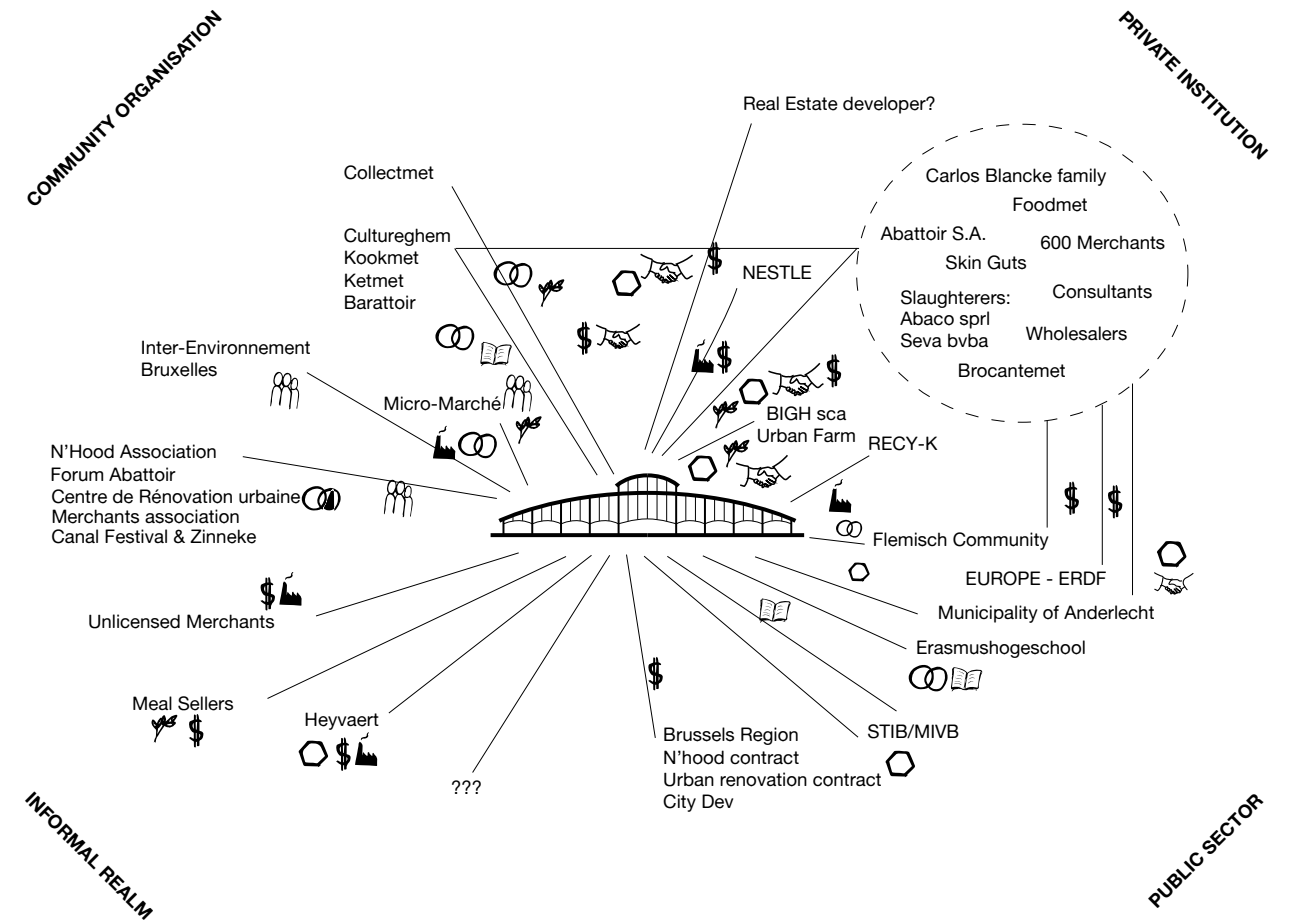 COMMUNITY ORGANISATION
PRIVATE INSTITUTION
Real Estate developer?
Collectmet
Cultureghem
Kookmet
Ketmet
Barattoir
NESTLE
Carlos Blancke family
Foodmet
Abattoir S.A.
600 Merchants
Skin Guts
Consultants
Slaughterers:
Abaco sprl
Seva bvba
Wholesalers
Brocantemet
Inter-Environnement
Bruxelles
Micro-Marché
BIGH sca
Urban Farm
RECY-K
N'Hood Association
Forum Abattoir
Centre de Rénovation urbaine
Merchants association
Canal Festival & Zinneke
Flemisch Community
EUROPE - ERDF
Municipality of Anderlecht
Erasmushogeschool
Unlicensed Merchants
Meal Sellers
Heyvaert
???
Brussels Region
N'hood contract
Urban renovation contract
City Dev
STIB/MIVB
INFORMAL REALM
PUBLIC SECTOR